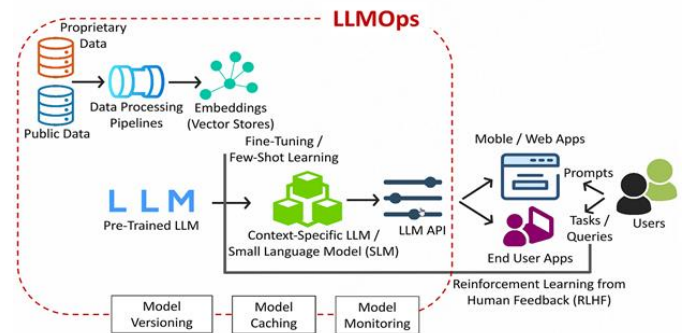 LLMOps
Proprietary
Data
Public Data
Data Processing
Pipelines
Embeddings
(Vector Stores)
Fine-Tuning /
Few-Shot Learning
LLM
Pre-Trained LLM
Context-Specific LLM /
Small Language Model (SLM)
LLM API
Moble / Web Apps
Prompts
Tasks /
Queries
Users
End User Apps
Reinforcement Learning from
Human Feedback (RLHF)
Model
Versioning
Model
Caching
Model
Monitoring